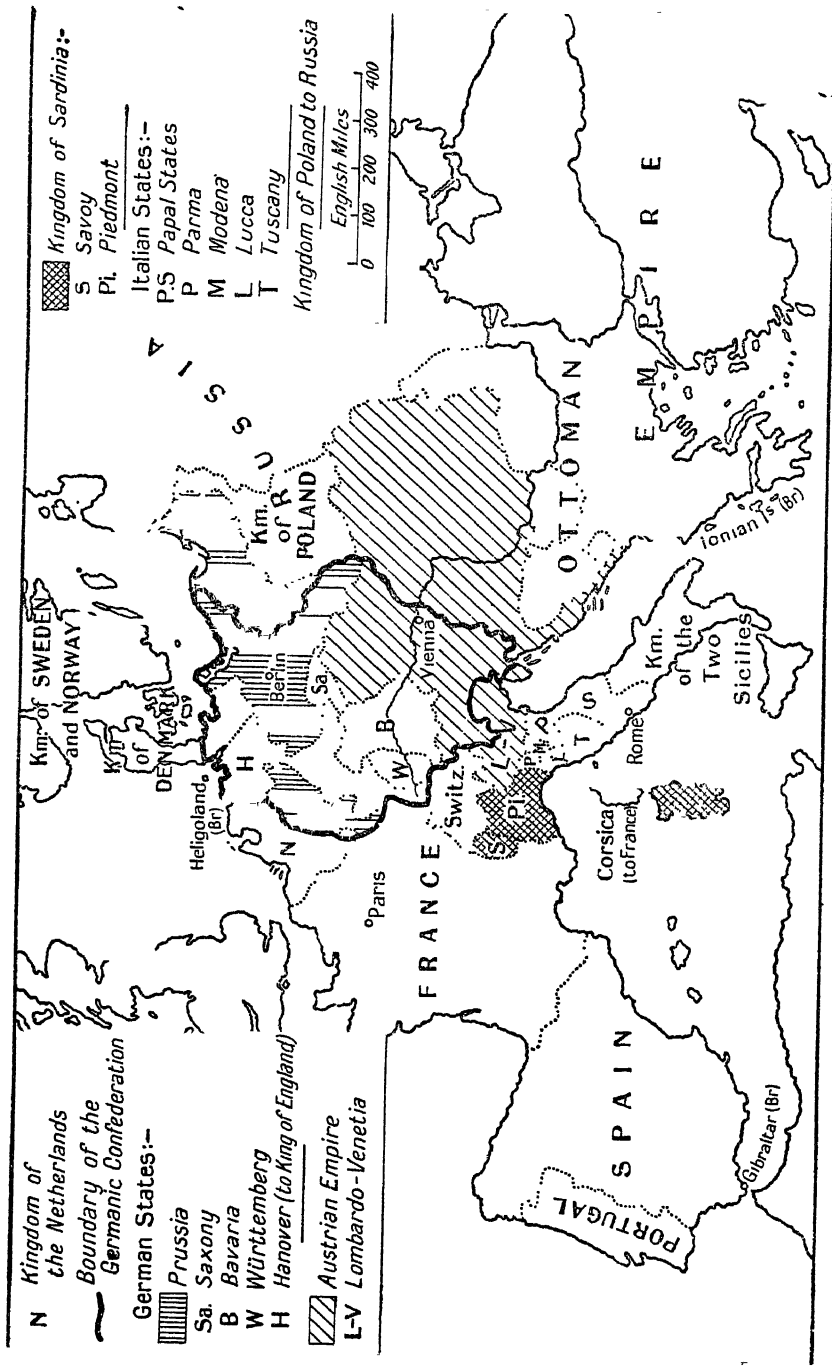 N Kingdom of
the Netherlands
Boundary of the
Germanic Confederation
German States:–
Prussia
Sa. Saxony
B Bavaria
W Württemberg
H Hanover (to King of England)
Austrian Empire
L–V Lombardo–Venetia
Kingdom of Sardinia:–
S Savoy
Pi. Piedmont
Italian States:–
P.S Papal States
P Parma
M Modena
L Lucca
T Tuscany
Kingdom of Poland to Russia
English Miles
0 100 200 300 400
Km. of SWEDEN
and NORWAY
Km
of
DENMARK
Heligoland
(Br)
H
N
Berlin
Sa.
Km.
of
POLAND
RUSSIA
Paris
FRANCE
W
B
Vienna
Switz.
L–
S
Pi.
P
M
L
T
P
S
Rome
Corsica
(to France)
Km.
of the
Two
Sicilies
OTTOMAN
EMPIRE
Ionian Is (Br)
SPAIN
PORTUGAL
Gibraltar (Br)